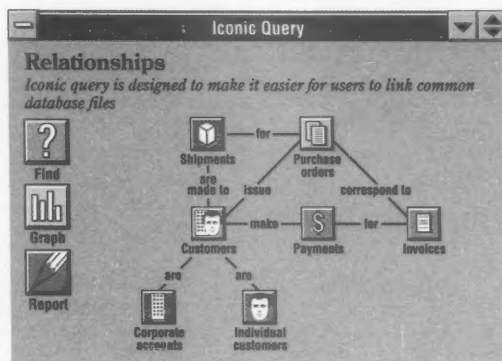 Iconic Query
Relationships
Iconic query is designed to make it easier for users to link common
database files
?
Find
Graph
Report
Shipments
for
Purchase
orders
are
made to
issue
correspond to
Customers
make
$
Payments
for
Invoices
are
are
Corporate
accounts
Individual
customers